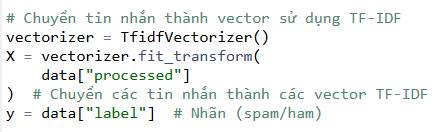 # Chuyển tin nhắn thành vector sử dụng TF-IDF
vectorizer = TfidfVectorizer()
X = vectorizer.fit_transform(
    data["processed"]
)  # Chuyển các tin nhắn thành các vector TF-IDF
y = data["label"]  # Nhãn (spam/ham)